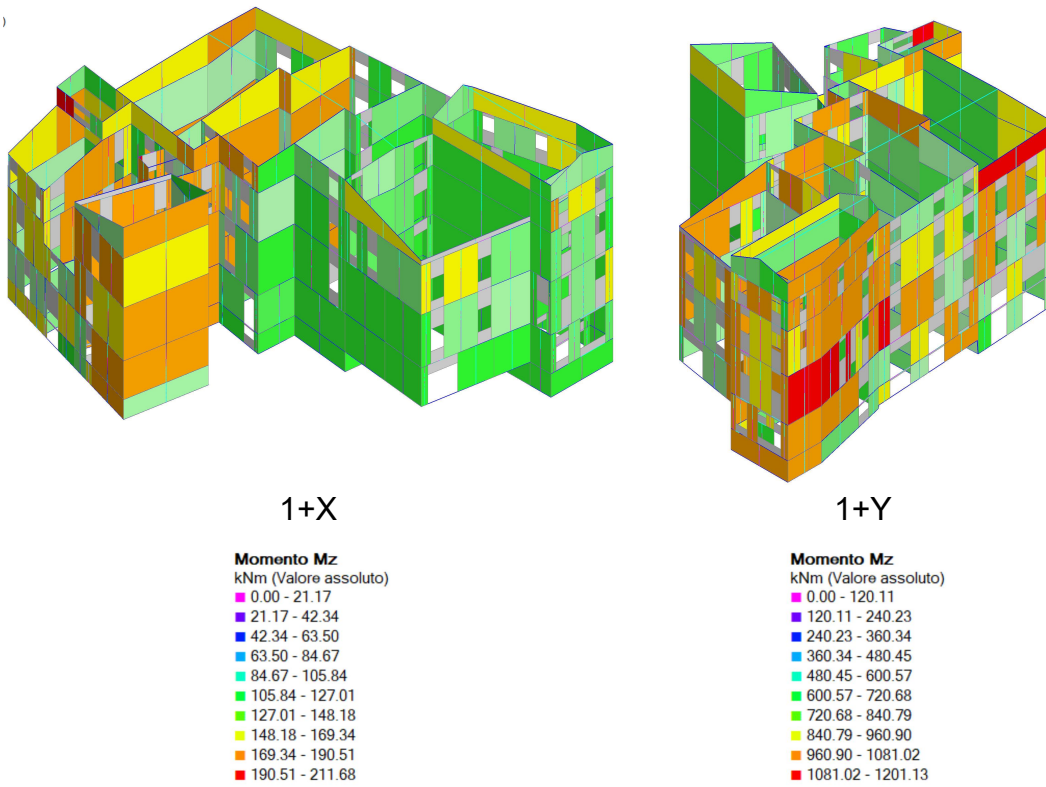 )
1+X
1+Y
Momento Mz
kNm (Valore assoluto)
0.00 - 21.17
21.17 - 42.34
42.34 - 63.50
63.50 - 84.67
84.67 - 105.84
105.84 - 127.01
127.01 - 148.18
148.18 - 169.34
169.34 - 190.51
190.51 - 211.68
Momento Mz
kNm (Valore assoluto)
0.00 - 120.11
120.11 - 240.23
240.23 - 360.34
360.34 - 480.45
480.45 - 600.57
600.57 - 720.68
720.68 - 840.79
840.79 - 960.90
960.90 - 1081.02
1081.02 - 1201.13